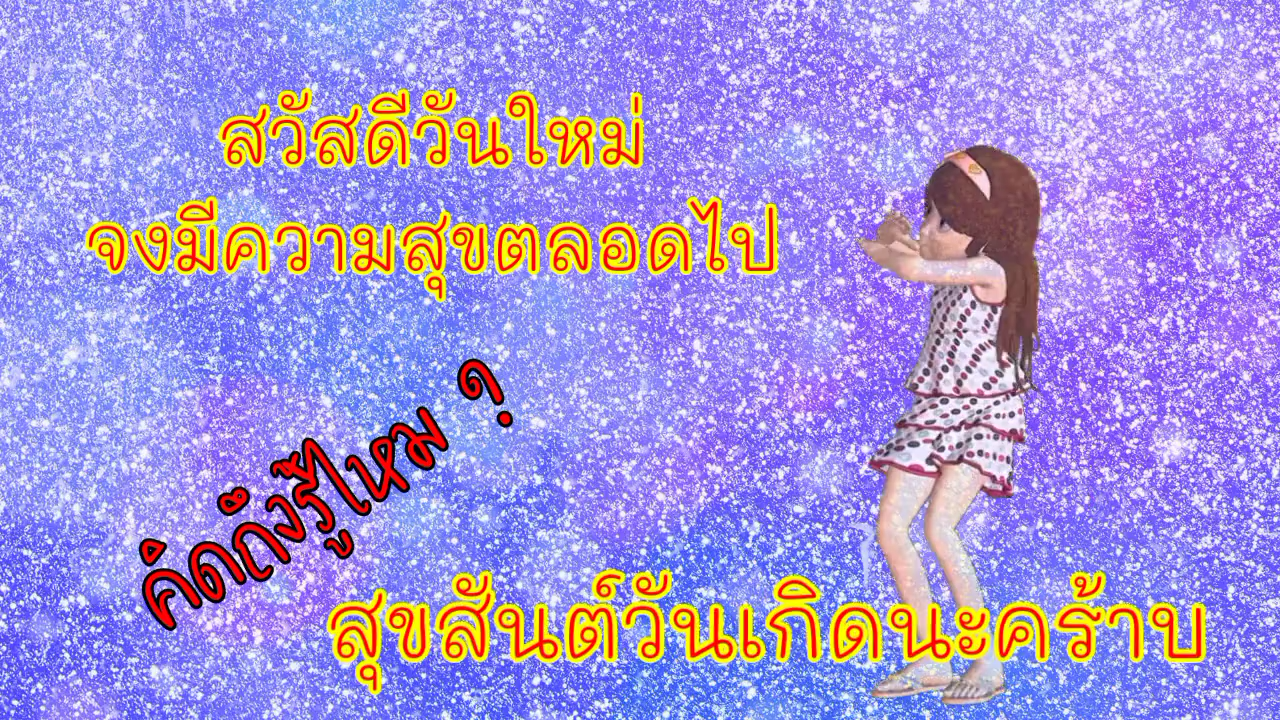 สวัสดีวันใหม่
จงมีความสุขตลอดไป
คิดถึงรู้ไหม ?
สุขสันต์วันเกิดนะคร้าบ